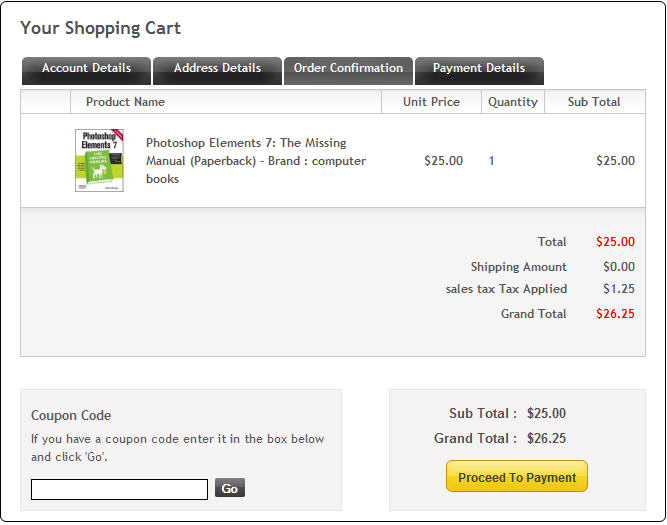 Your Shopping Cart
Account Details Address Details Order Confirmation Payment Details
Product Name Unit Price Quantity Sub Total
Photoshop
Elements 7
Photoshop Elements 7: The Missing
Manual (Paperback) - Brand : computer
books
$25.00 1 $25.00
Total $25.00
Shipping Amount $0.00
sales tax Tax Applied $1.25
Grand Total $26.25
Coupon Code
If you have a coupon code enter it in the box below
and click 'Go'.
Go
Sub Total : $25.00
Grand Total : $26.25
Proceed To Payment